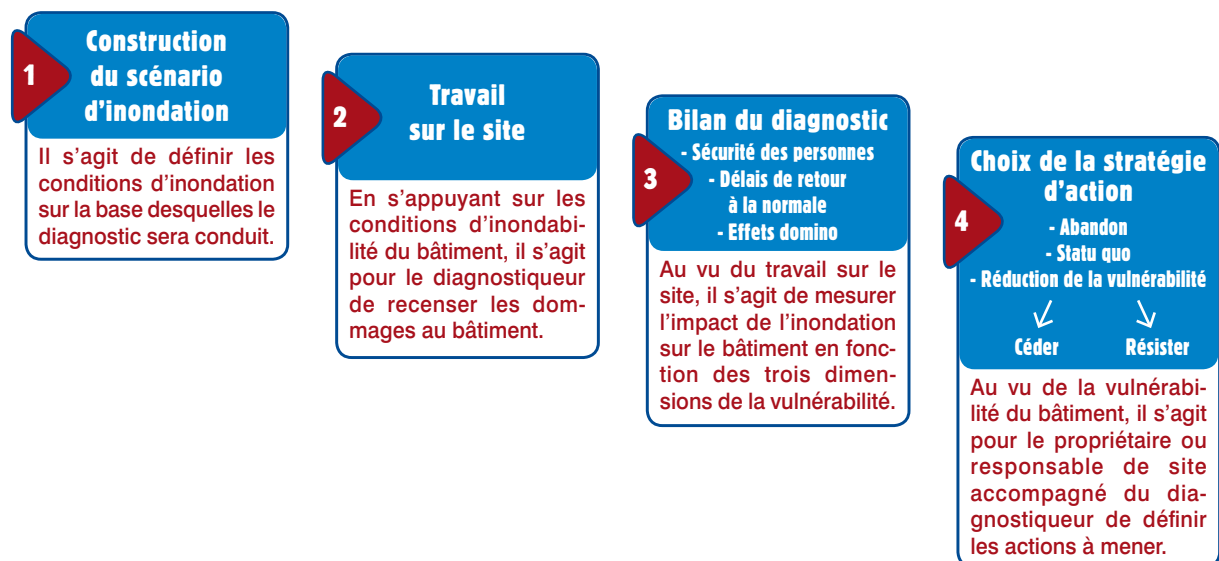 1
Construction
du scénario
d'inondation
Il s'agit de définir les
conditions d'inondation
sur la base desquelles le
diagnostic sera conduit.
2
Travail
sur le site
En s'appuyant sur les
conditions d'inondabi-
lité du bâtiment, il s'agit
pour le diagnostiqueur
de recenser les dom-
mages au bâtiment.
3
Bilan du diagnostic
- Sécurité des personnes
- Délais de retour
à la normale
- Effets domino
Au vu du travail sur le
site, il s'agit de mesurer
l'impact de l'inondation
sur le bâtiment en fonc-
tion des trois dimen-
sions de la vulnérabilité.
4
Choix de la stratégie
d'action
- Abandon
- Statu quo
- Réduction de la vulnérabilité
Céder Résister
Au vu de la vulnérabi-
lité du bâtiment, il s'agit
pour le propriétaire ou
responsable de site
accompagné du dia-
gnostiqueur de définir
les actions à mener.